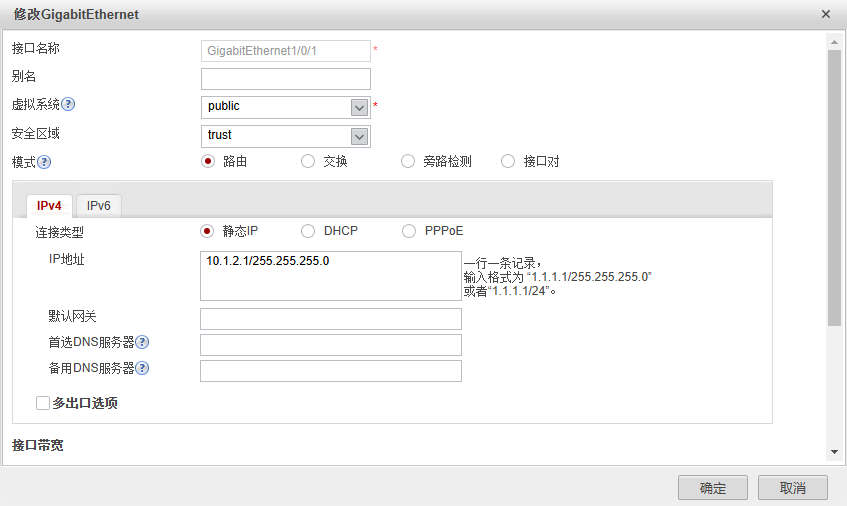 修改GigabitEthernet
接口名称 GigabitEthernet1/0/1 *
别名
虚拟系统 ? public *
安全区域 trust
模式 ? 路由 交换 旁路检测 接口对
IPv4 IPv6
连接类型 静态IP DHCP PPPoE
IP地址 10.1.2.1/255.255.255.0 一行一条记录，
输入格式为 “1.1.1.1/255.255.255.0”
或者“1.1.1.1/24”。
默认网关
首选DNS服务器 ?
备用DNS服务器 ?
多出口选项
接口带宽
确定 取消